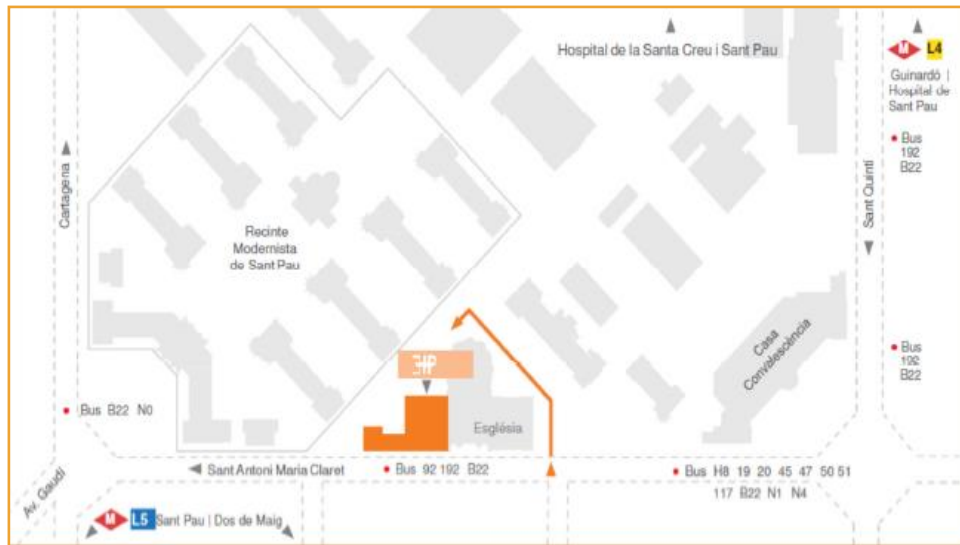 Hospital de la Santa Creu i Sant Pau
M L4
Guinardó |
Hospital de
Sant Pau
Bus
192
B22
Cartagena
Sant Quintí
Recinte
Modernista
de Sant Pau
Casa
Convalescència
Bus
192
B22
Bus B22 N0
Església
Sant Antoni Maria Claret
Bus 92 192 B22
Bus H8 19 20 45 47 50 51
117 B22 N1 N4
Av. Gaudí
M L5 Sant Pau | Dos de Maig